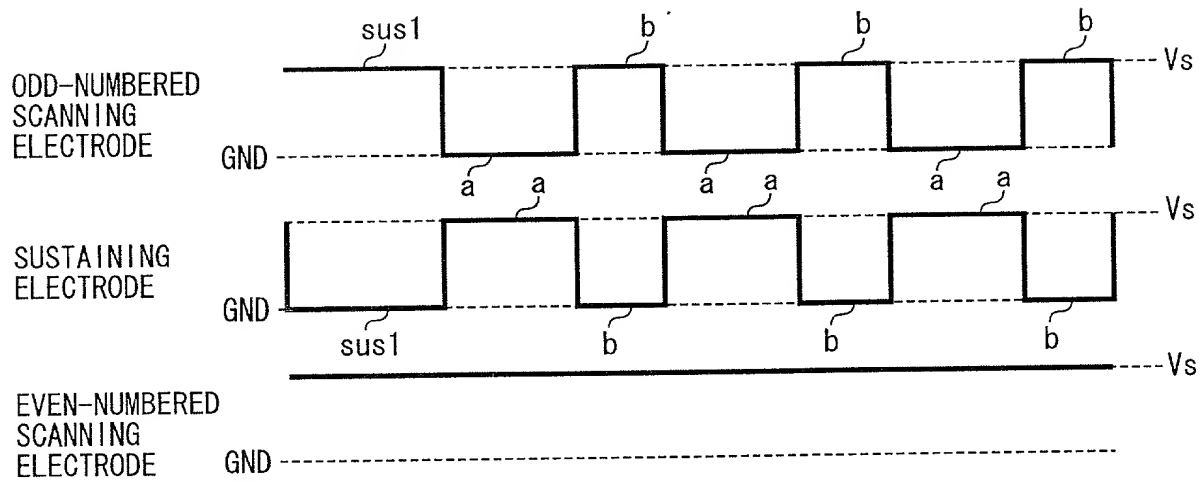 sus1 b b b
Vs
ODD-NUMBERED
SCANNING
ELECTRODE
GND
a a a
a a a
Vs
SUSTAINING
ELECTRODE
GND
sus1 b b b
Vs
EVEN-NUMBERED
SCANNING
ELECTRODE
GND